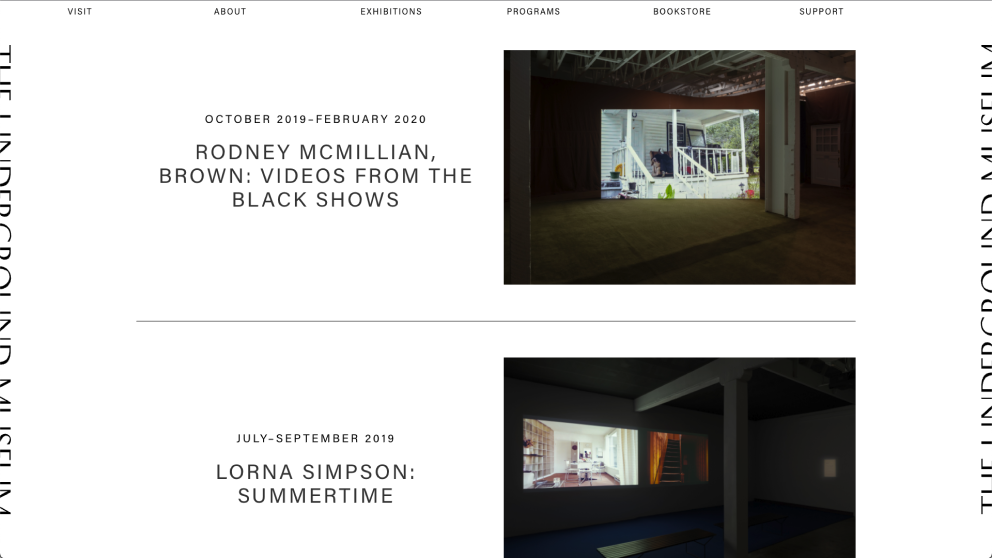 VISIT
ABOUT
EXHIBITIONS
PROGRAMS
BOOKSTORE
SUPPORT
THE UNDERGROUND MUSEUM
OCTOBER 2019–FEBRUARY 2020
RODNEY MCMILLIAN,
BROWN: VIDEOS FROM THE
BLACK SHOWS
JULY–SEPTEMBER 2019
LORNA SIMPSON:
SUMMERTIME
THE UNDERGROUND MUSEUM